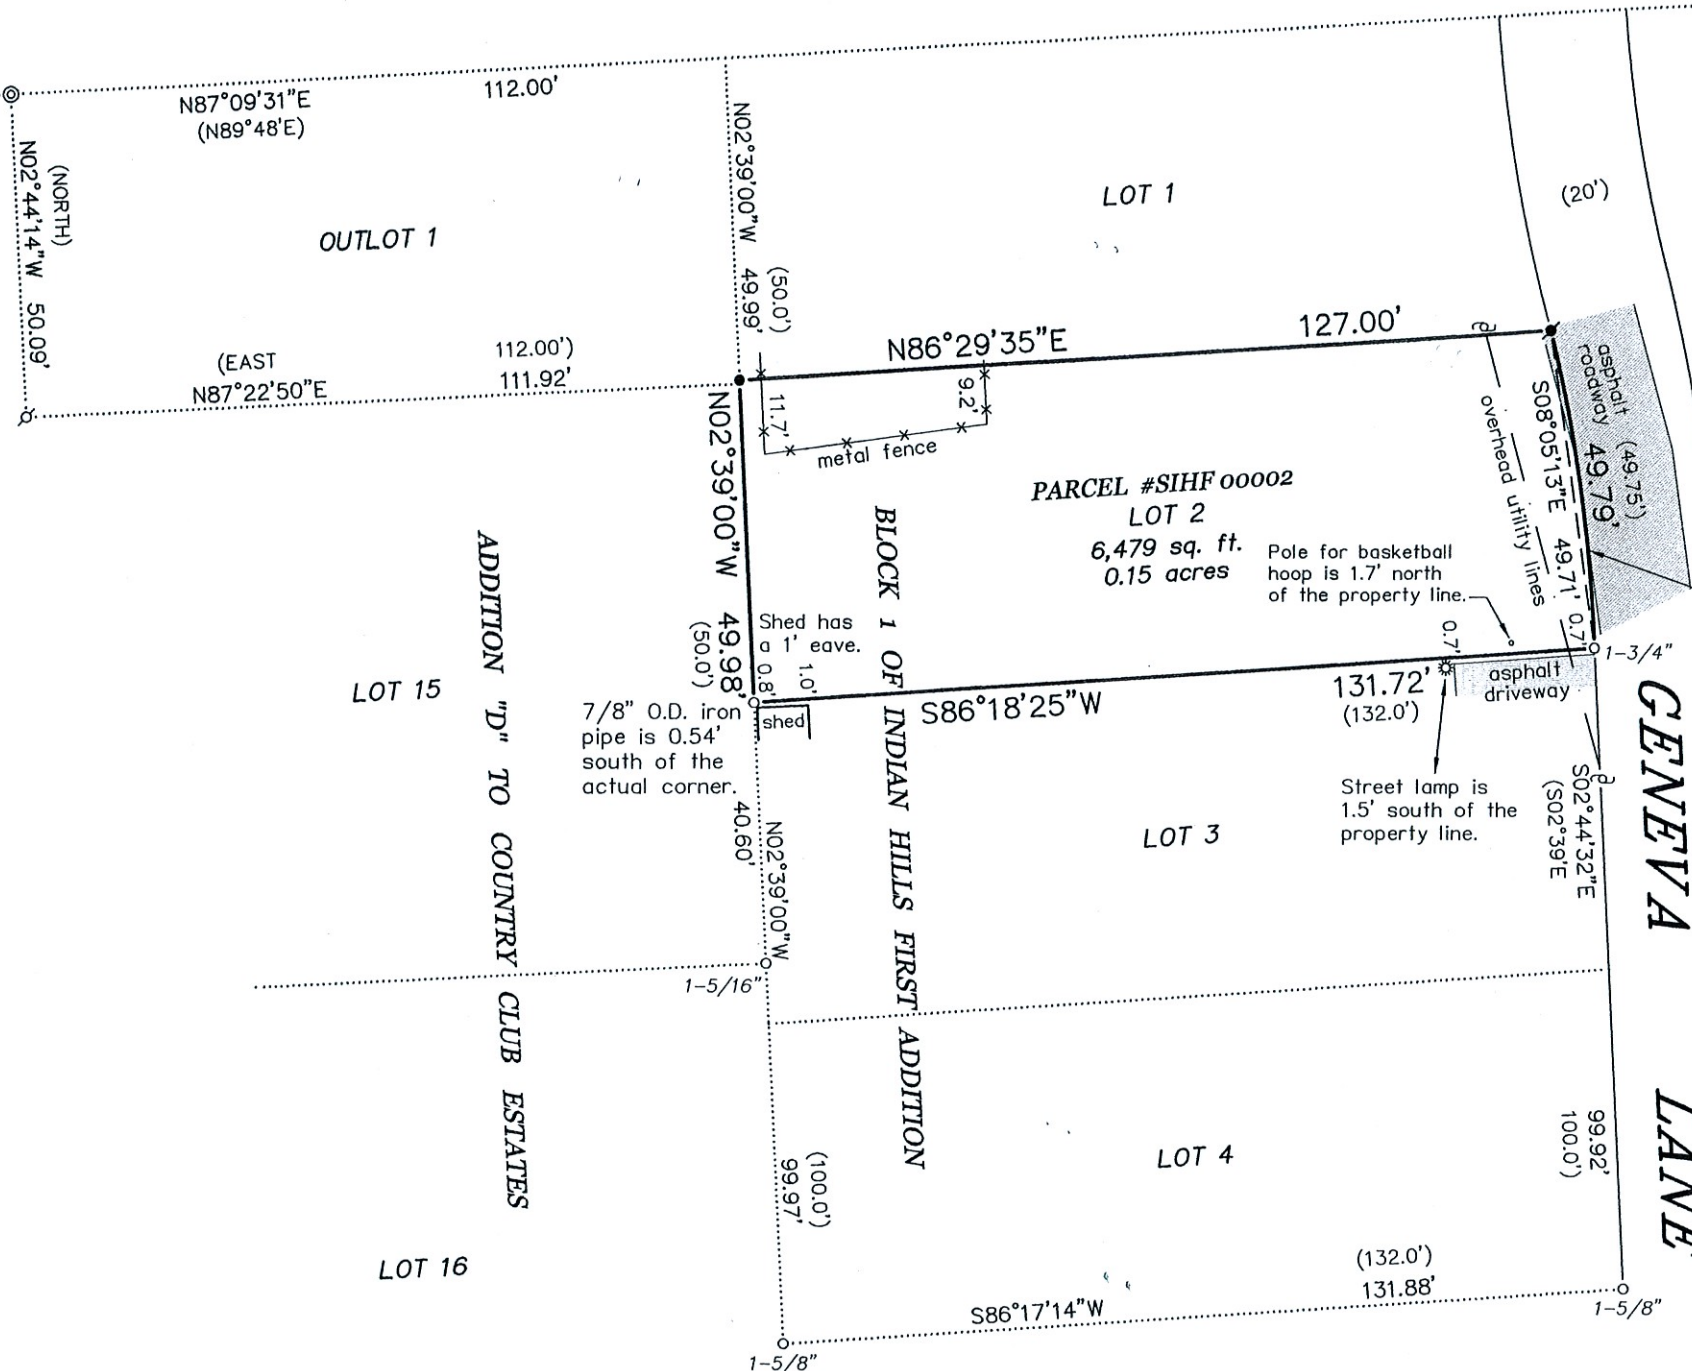 N87°09'31"E 112.00'
(N89°48'E)
(NORTH)
N02°44'14"W 50.09'
OUTLOT 1
(EAST 112.00')
N87°22'50"E 111.92'
N02°39'00"W 49.99'
(50.0')
LOT 1
(20')
N86°29'35"E 127.00'
11.7'
9.2'
metal fence
asphalt
roadway
(49.75')
49.79'
S08°05'13"E 49.71'
overhead utility lines
PARCEL #SIHF 00002
LOT 2
6,479 sq. ft.
0.15 acres
Pole for basketball
hoop is 1.7' north
of the property line.
N02°39'00"W 49.98'
(50.0')
Shed has
a 1' eave.
0.8'
1.0'
shed
7/8" O.D. iron
pipe is 0.54'
south of the
actual corner.
S86°18'25"W 131.72'
(132.0')
0.7'
0.7'
1-3/4"
asphalt
driveway
Street lamp is
1.5' south of the
property line.
LOT 15
ADDITION "D" TO COUNTRY CLUB ESTATES
BLOCK 1 OF INDIAN HILLS FIRST ADDITION
LOT 3
S02°44'32"E
(S02°39'E
GENEVA LANE
40.60'
N02°39'00"W
1-5/16"
LOT 4
99.92'
100.0')
(100.0')
99.97'
LOT 16
(132.0')
S86°17'14"W 131.88'
1-5/8"
1-5/8"